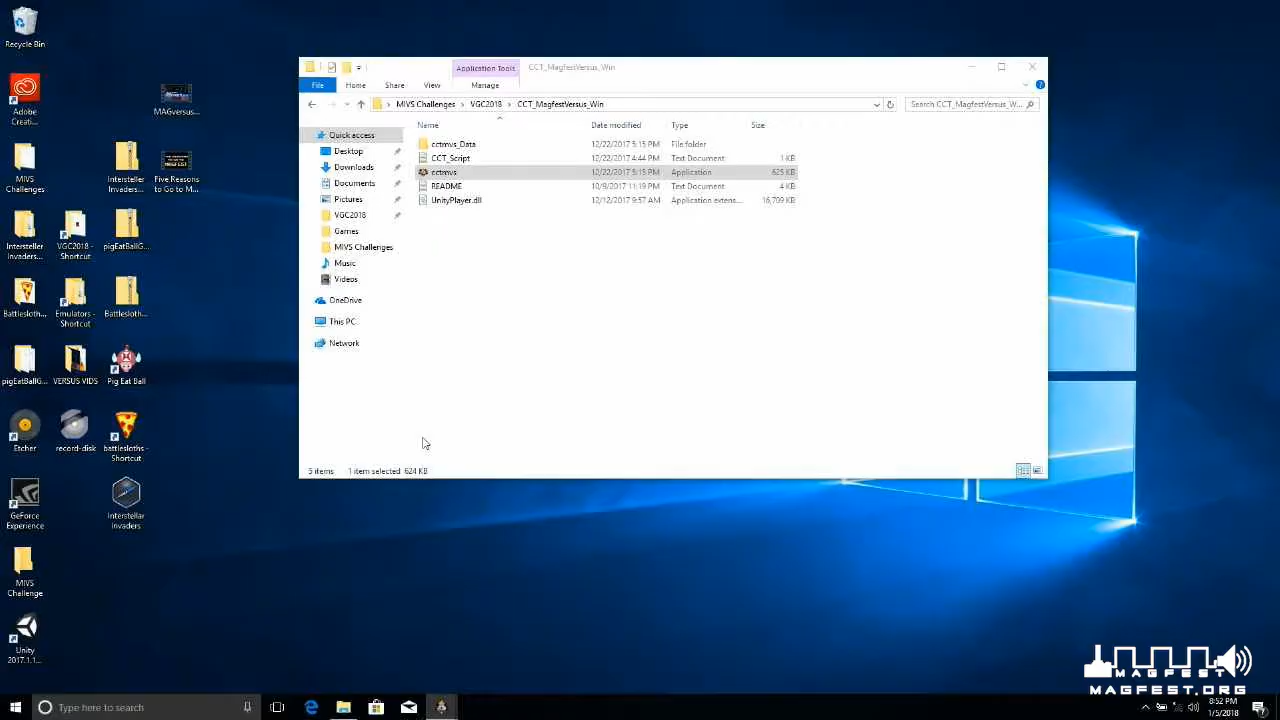 Recycle Bin
Adobe
Creati...
MAGversus...
MIVS
Challenges
Interstellar
Invaders...
Five Reasons
to Go to M...
Intersteller
Invaders...
VGC2018 -
Shortcut
pigEatBallG...
Battlesloth...
Emulators -
Shortcut
Battlesloth...
pigEatBallG...
VERSUS VIDS
Pig Eat Ball
Etcher
record-disk
battlesloths -
Shortcut
GeForce
Experience
Interstellar
Invaders
MIVS
Challenge
Unity
2017.1.1...
Application Tools
CCT_MagfestVersus_Win
File
Home
Share
View
Manage
MIVS Challenges
VGC2018
CCT_MagfestVersus_Win
Search CCT_MagfestVersus_W...
Name
Date modified
Type
Size
Quick access
Desktop
Downloads
Documents
Pictures
VGC2018
Games
MIVS Challenges
Music
Videos
OneDrive
This PC
Network
cctmvs_Data 12/22/2017 5:15 PM File folder
CCT_Script 12/22/2017 4:44 PM Text Document 1 KB
cctmvs 12/22/2017 5:15 PM Application 625 KB
README 10/9/2017 11:19 PM Text Document 4 KB
UnityPlayer.dll 12/12/2017 9:57 AM Application extens... 16,709 KB
5 items 1 item selected 624 KB
MAGFEST
MAGFEST.ORG
Type here to search
8:52 PM
1/5/2018